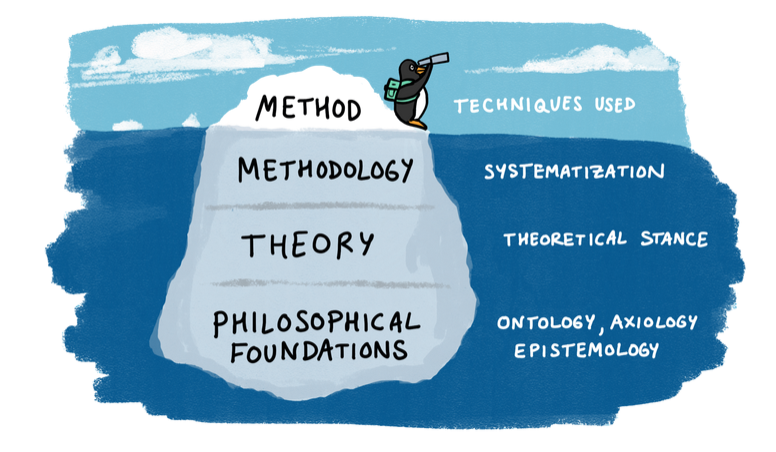 METHOD
TECHNIQUES USED
METHODOLOGY
SYSTEMATIZATION
THEORY
THEORETICAL STANCE
PHILOSOPHICAL
FOUNDATIONS
ONTOLOGY, AXIOLOGY
EPISTEMOLOGY